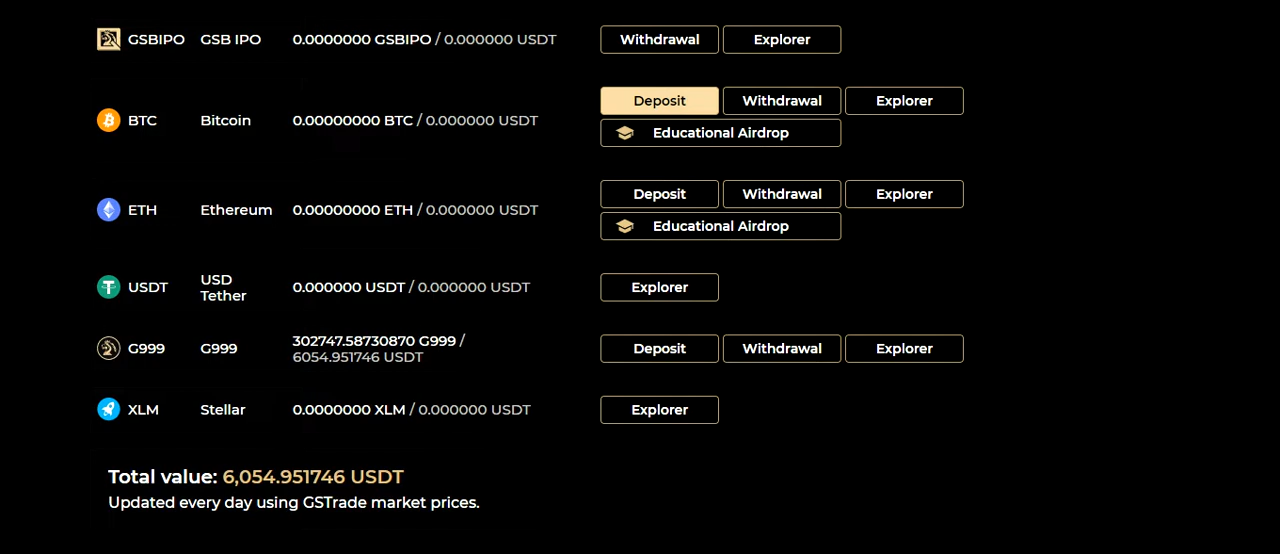 GSBIPO GSB IPO 0.0000000 GSBIPO / 0.000000 USDT Withdrawal Explorer
Deposit Withdrawal Explorer
BTC Bitcoin 0.00000000 BTC / 0.000000 USDT
Educational Airdrop
Deposit Withdrawal Explorer
ETH Ethereum 0.00000000 ETH / 0.000000 USDT
Educational Airdrop
USD
USDT 0.000000 USDT / 0.000000 USDT Explorer
Tether
302747.58730870 G999 /
G999 G999 Deposit Withdrawal Explorer
6054.951746 USDT
XLM Stellar 0.0000000 XLM / 0.000000 USDT Explorer
Total value: 6,054.951746 USDT
Updated every day using GSTrade market prices.